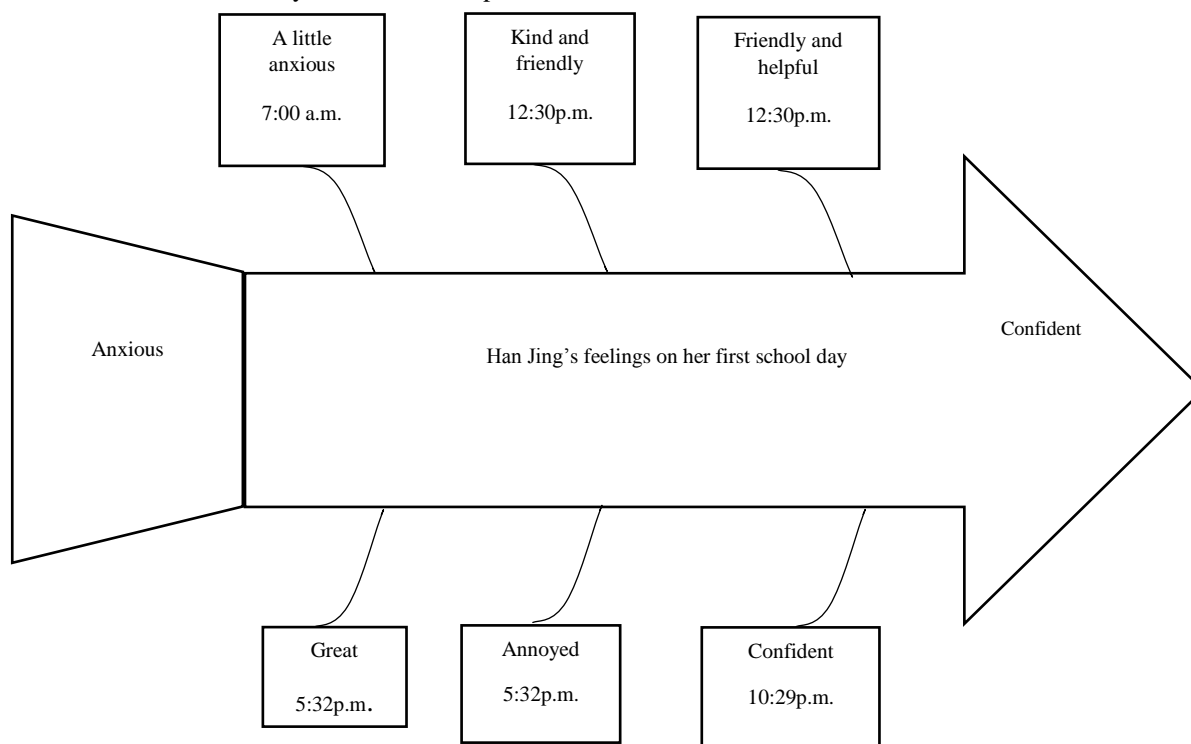 A little
anxious
7:00 a.m.
Kind and
friendly
12:30p.m.
Friendly and
helpful
12:30p.m.
Anxious
Han Jing’s feelings on her first school day
Confident
Great
5:32p.m.
Annoyed
5:32p.m.
Confident
10:29p.m.